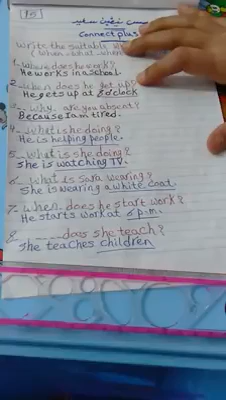 15
Connect plus
Write the suitable
(When - what - when
1- Where does he work?
He works in a school.
2- When does he get up?
He gets up at 8 o'clock
3- Why are you absent?
Because I am tired.
4- What is he doing?
He is helping people.
5- What is she doing?
She is watching TV.
6- What is Sara wearing?
She is wearing a white coat.
7- When does he start work?
He starts work at 6 p.m.
8- ..... does she teach?
She teaches children